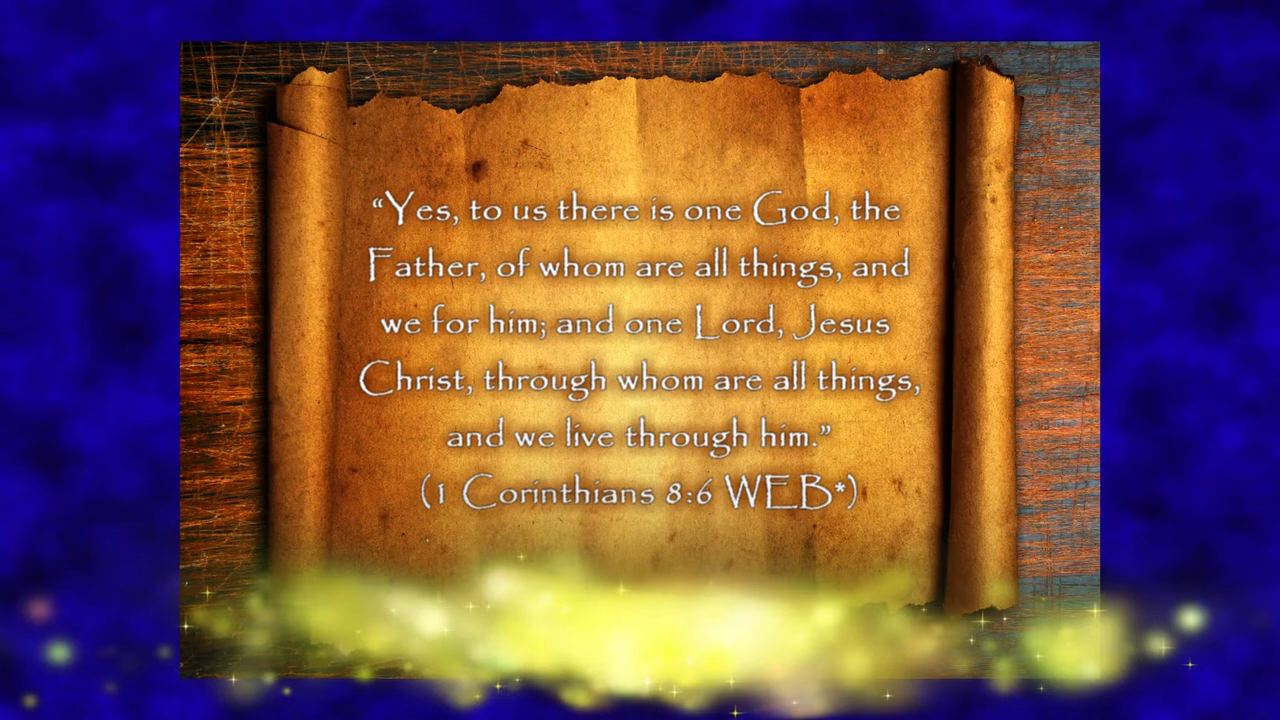 “Yes, to us there is one God, the
Father, of whom are all things, and
we for him; and one Lord, Jesus
Christ, through whom are all things,
and we live through him.”
(1 Corinthians 8:6 WEB*)